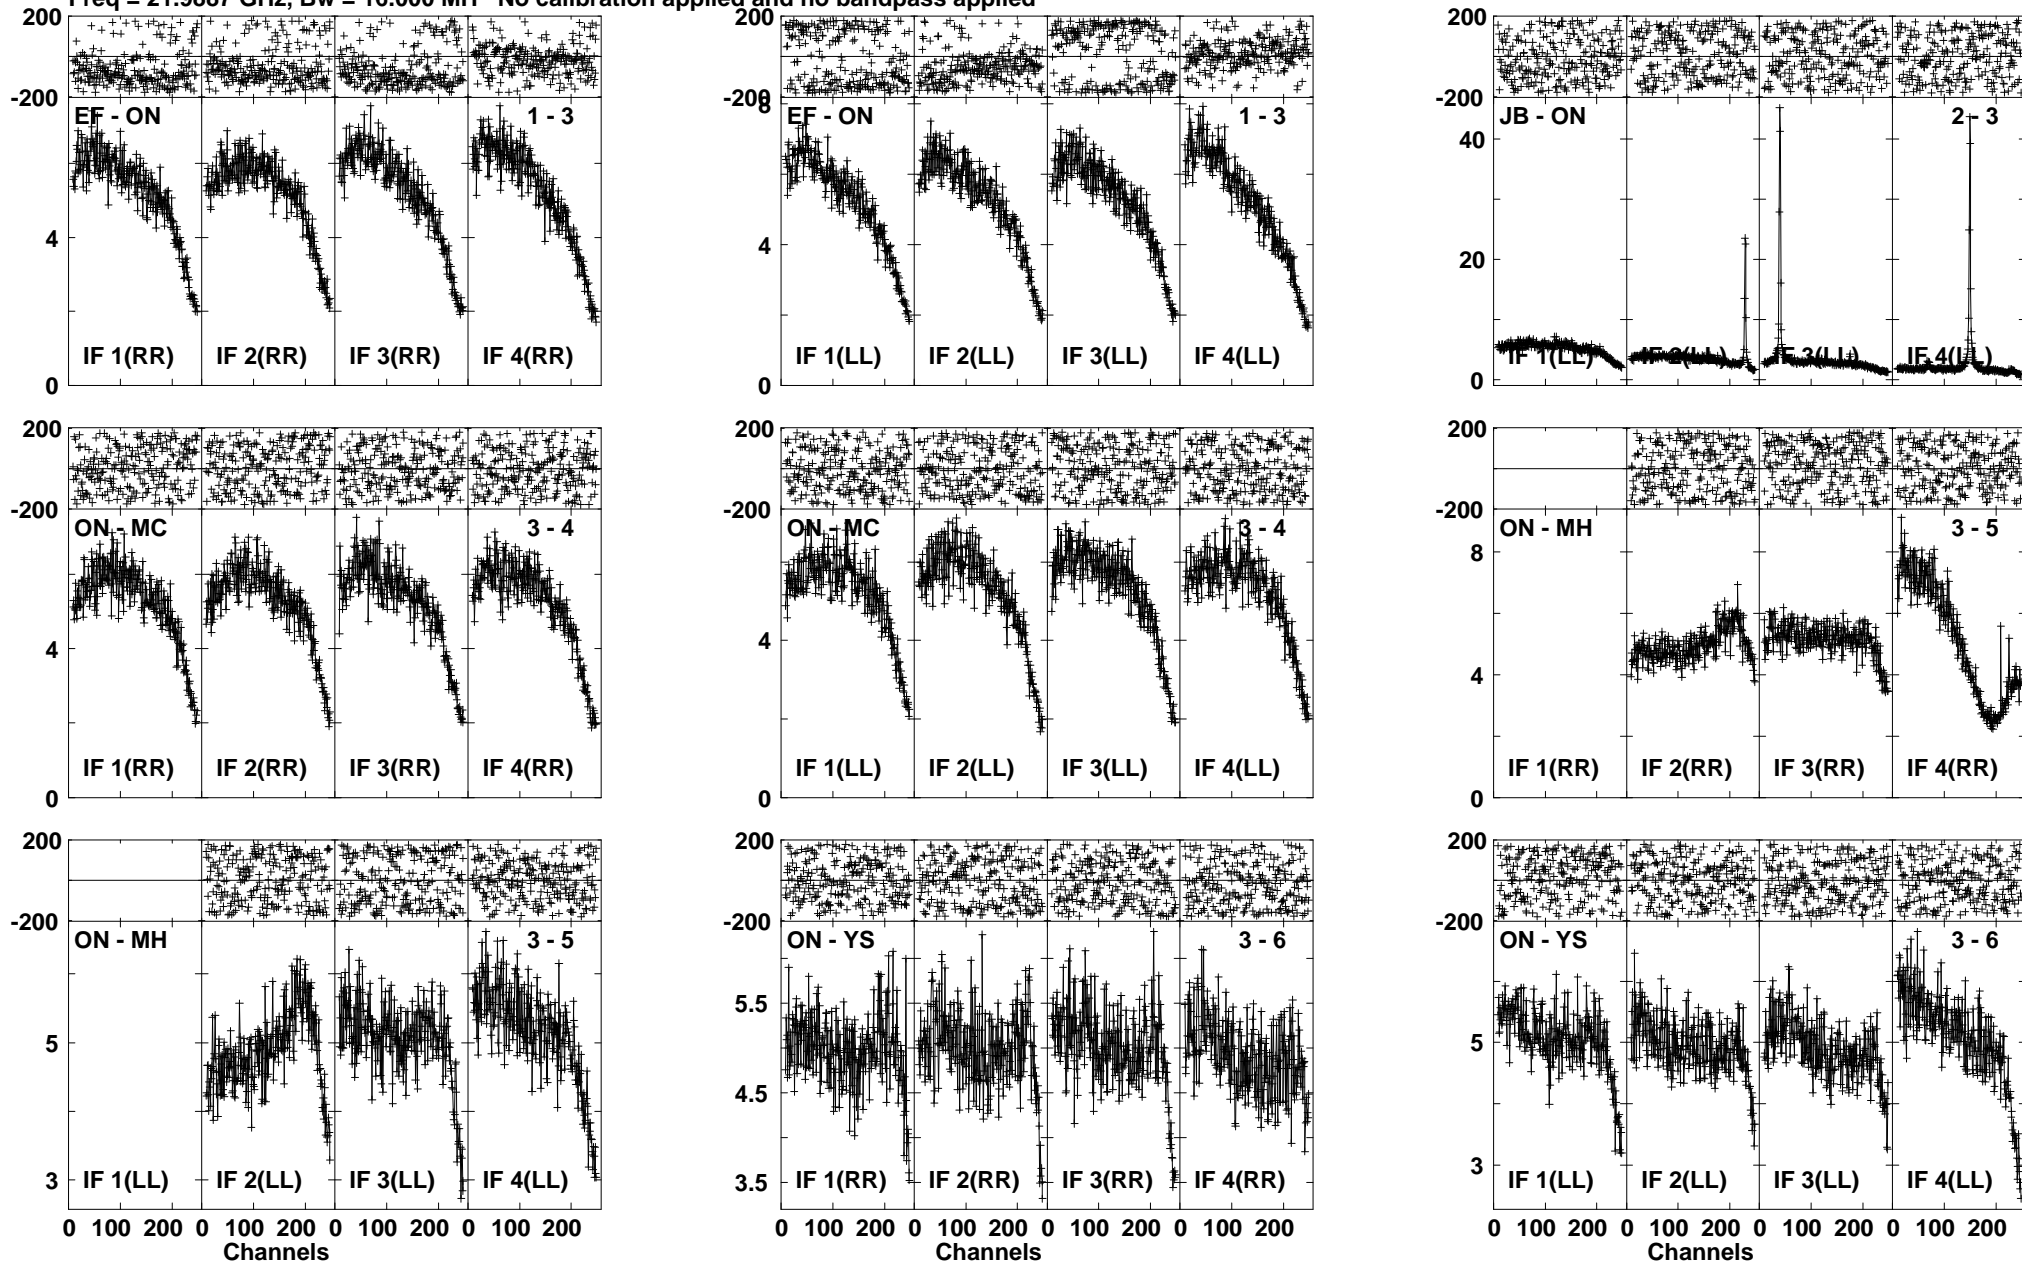 Freq = 21.9887 GHz, Bw = 16.000 MH No calibration applied and no bandpass applied
200 200 200
-200 -200 -200
EF - ON 1 - 3 EF - ON 1 - 3 JB - ON 2 - 3
8 40
4 4 20
IF 1(RR) IF 2(RR) IF 3(RR) IF 4(RR) IF 1(LL) IF 2(LL) IF 3(LL) IF 4(LL) IF 1(LL) IF 2(LL) IF 3(LL) IF 4(LL)
0 0 0
200 200 200
-200 -200 -200
ON - MC 3 - 4 ON - MC 3 - 4 ON - MH 3 - 5
8
4 4 4
IF 1(RR) IF 2(RR) IF 3(RR) IF 4(RR) IF 1(LL) IF 2(LL) IF 3(LL) IF 4(LL) IF 1(RR) IF 2(RR) IF 3(RR) IF 4(RR)
0 0 0
200 200 200
-200 -200 -200
ON - MH 3 - 5 ON - YS 3 - 6 ON - YS 3 - 6
5 5.5 5
4.5
3 3.5 3
IF 1(LL) IF 2(LL) IF 3(LL) IF 4(LL) IF 1(RR) IF 2(RR) IF 3(RR) IF 4(RR) IF 1(LL) IF 2(LL) IF 3(LL) IF 4(LL)
0 100 200 0 100 200 0 100 200 0 100 200 0 100 200 0 100 200 0 100 200 0 100 200 0 100 200 0 100 200 0 100 200 0 100 200
Channels Channels Channels